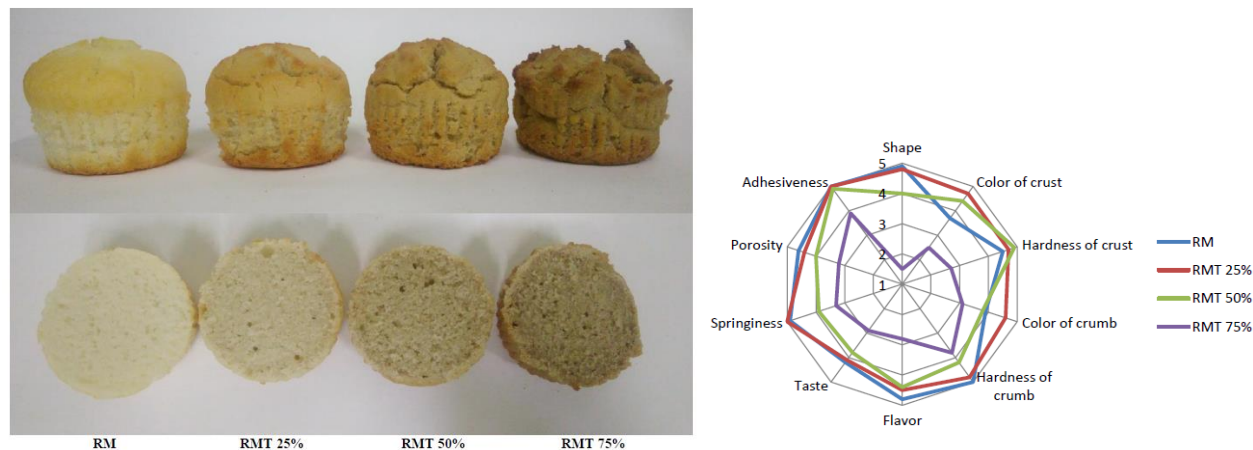 RM
RMT 25%
RMT 50%
RMT 75%
Shape
Color of crust
Hardness of crust
Color of crumb
Hardness of
crumb
Flavor
Taste
Springiness
Porosity
Adhesiveness
5
4
3
2
1
RM
RMT 25%
RMT 50%
RMT 75%